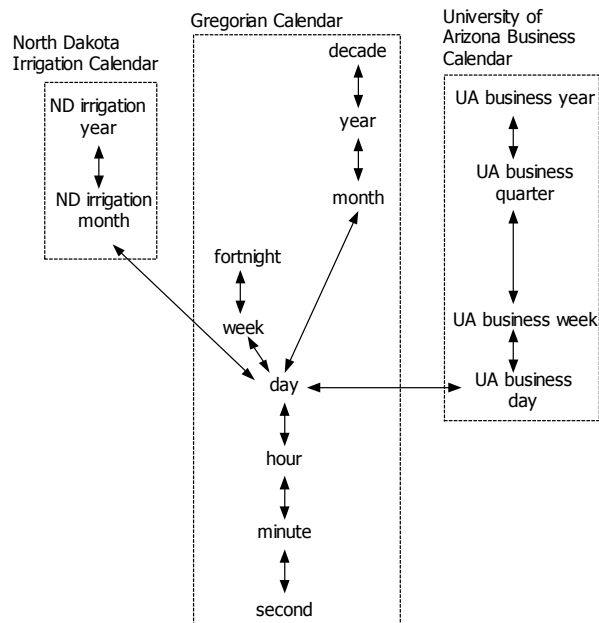 North Dakota
Irrigation Calendar
ND irrigation
year
ND irrigation
month
Gregorian Calendar
decade
year
month
fortnight
week
day
hour
minute
second
University of
Arizona Business
Calendar
UA business year
UA business
quarter
UA business week
UA business
day